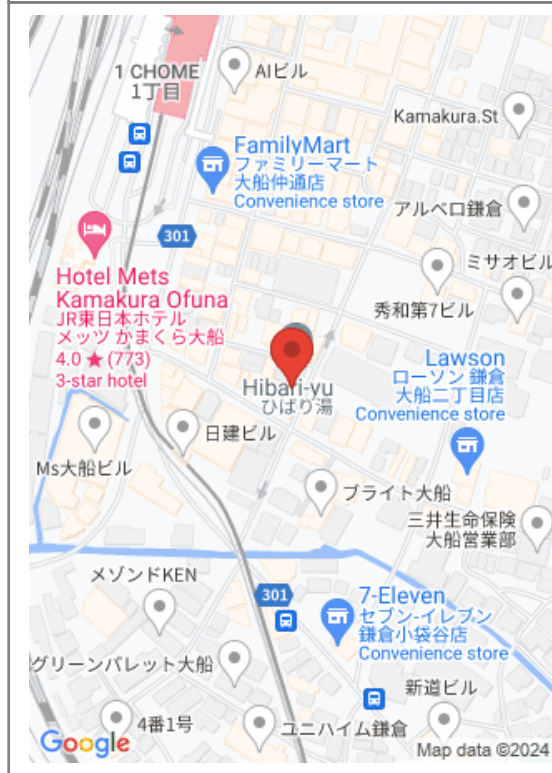 1 CHOME
1丁目
AIビル
Kamakura.St
FamilyMart
ファミリーマート
大船仲通店
Convenience store
アルベロ鎌倉
301
ミサオビル
Hotel Mets
Kamakura Ofuna
JR東日本ホテル
メッツ かまくら大船
4.0 ★ (773)
3-star hotel
秀和第7ビル
Lawson
ローソン 鎌倉
大船二丁目店
Convenience store
Hibari-yu
ひばり湯
日建ビル
Ms大船ビル
ブライト大船
三井生命保険
大船営業部
メゾンドKEN
301
7-Eleven
セブン-イレブン
鎌倉小袋谷店
Convenience store
グリーンパレット大船
新道ビル
4番1号
ユニハイム鎌倉
Google
Map data ©2024